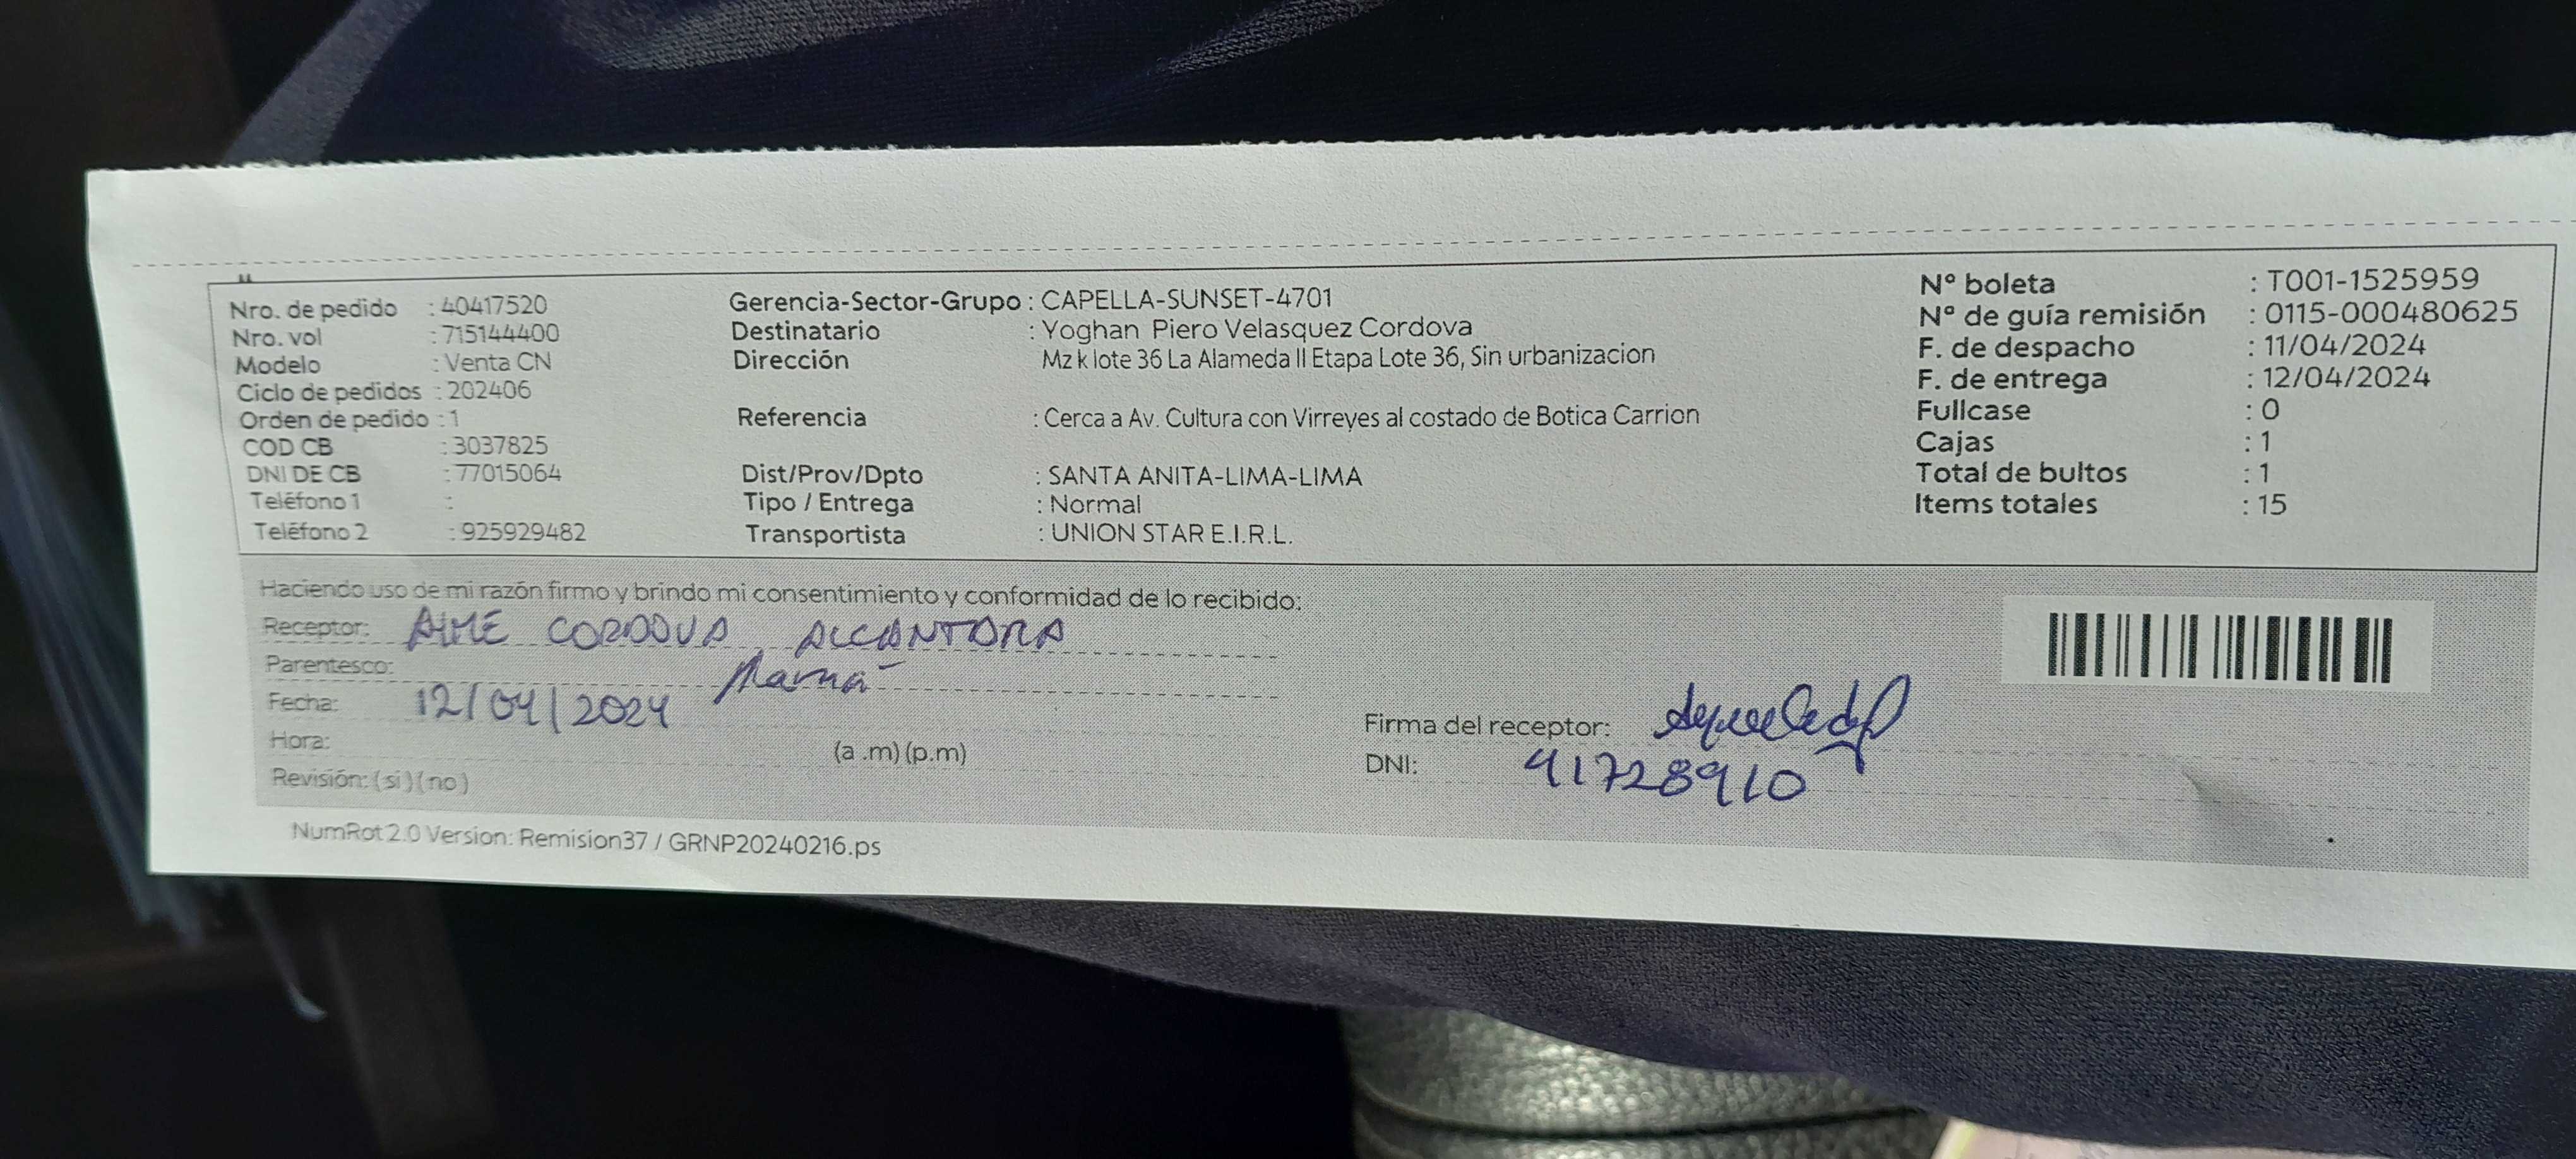 Nro. de pedido : 40417520
Nro. vol : 715144400
Modelo : Venta CN
Ciclo de pedidos : 202406
Orden de pedido : 1
COD CB : 3037825
DNI DE CB : 77015064
Teléfono 1 :
Teléfono 2 : 925929482
Gerencia-Sector-Grupo : CAPELLA-SUNSET-4701
Destinatario : Yoghan Piero Velasquez Cordova
Dirección Mz k lote 36 La Alameda II Etapa Lote 36, Sin urbanizacion
Referencia : Cerca a Av. Cultura con Virreyes al costado de Botica Carrion
Dist/Prov/Dpto : SANTA ANITA-LIMA-LIMA
Tipo / Entrega : Normal
Transportista : UNION STAR E.I.R.L.
N° boleta : T001-1525959
N° de guía remisión : 0115-000480625
F. de despacho : 11/04/2024
F. de entrega : 12/04/2024
Fullcase : 0
Cajas : 1
Total de bultos : 1
Items totales : 15
Haciendo uso de mi razón firmo y brindo mi consentimiento y conformidad de lo recibido:
Receptor: AIME CORDOVA ALCANTARA
Parentesco: Mamá
Fecha: 12/04/2024
Hora: (a .m) (p.m)
Revisión: (si) (no)
Firma del receptor:
DNI: 41728910
NumRot 2.0 Version: Remision37 / GRNP20240216.ps